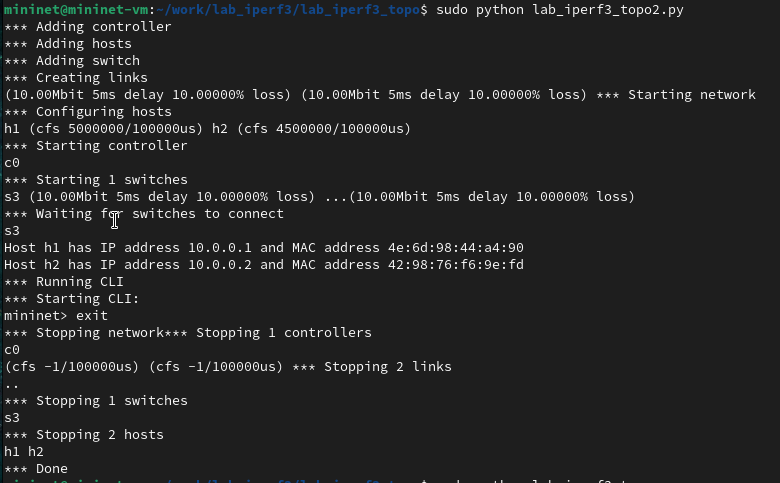 mininet@mininet-vm:~/work/lab_iperf3/lab_iperf3_topo$ sudo python lab_iperf3_topo2.py
*** Adding controller
*** Adding hosts
*** Adding switch
*** Creating links
(10.00Mbit 5ms delay 10.00000% loss) (10.00Mbit 5ms delay 10.00000% loss) *** Starting network
*** Configuring hosts
h1 (cfs 5000000/100000us) h2 (cfs 4500000/100000us)
*** Starting controller
c0
*** Starting 1 switches
s3 (10.00Mbit 5ms delay 10.00000% loss) ...(10.00Mbit 5ms delay 10.00000% loss)
*** Waiting for switches to connect
s3
Host h1 has IP address 10.0.0.1 and MAC address 4e:6d:98:44:a4:90
Host h2 has IP address 10.0.0.2 and MAC address 42:98:76:f6:9e:fd
*** Running CLI
*** Starting CLI:
mininet> exit
*** Stopping network*** Stopping 1 controllers
c0
(cfs -1/100000us) (cfs -1/100000us) *** Stopping 2 links
..
*** Stopping 1 switches
s3
*** Stopping 2 hosts
h1 h2
*** Done